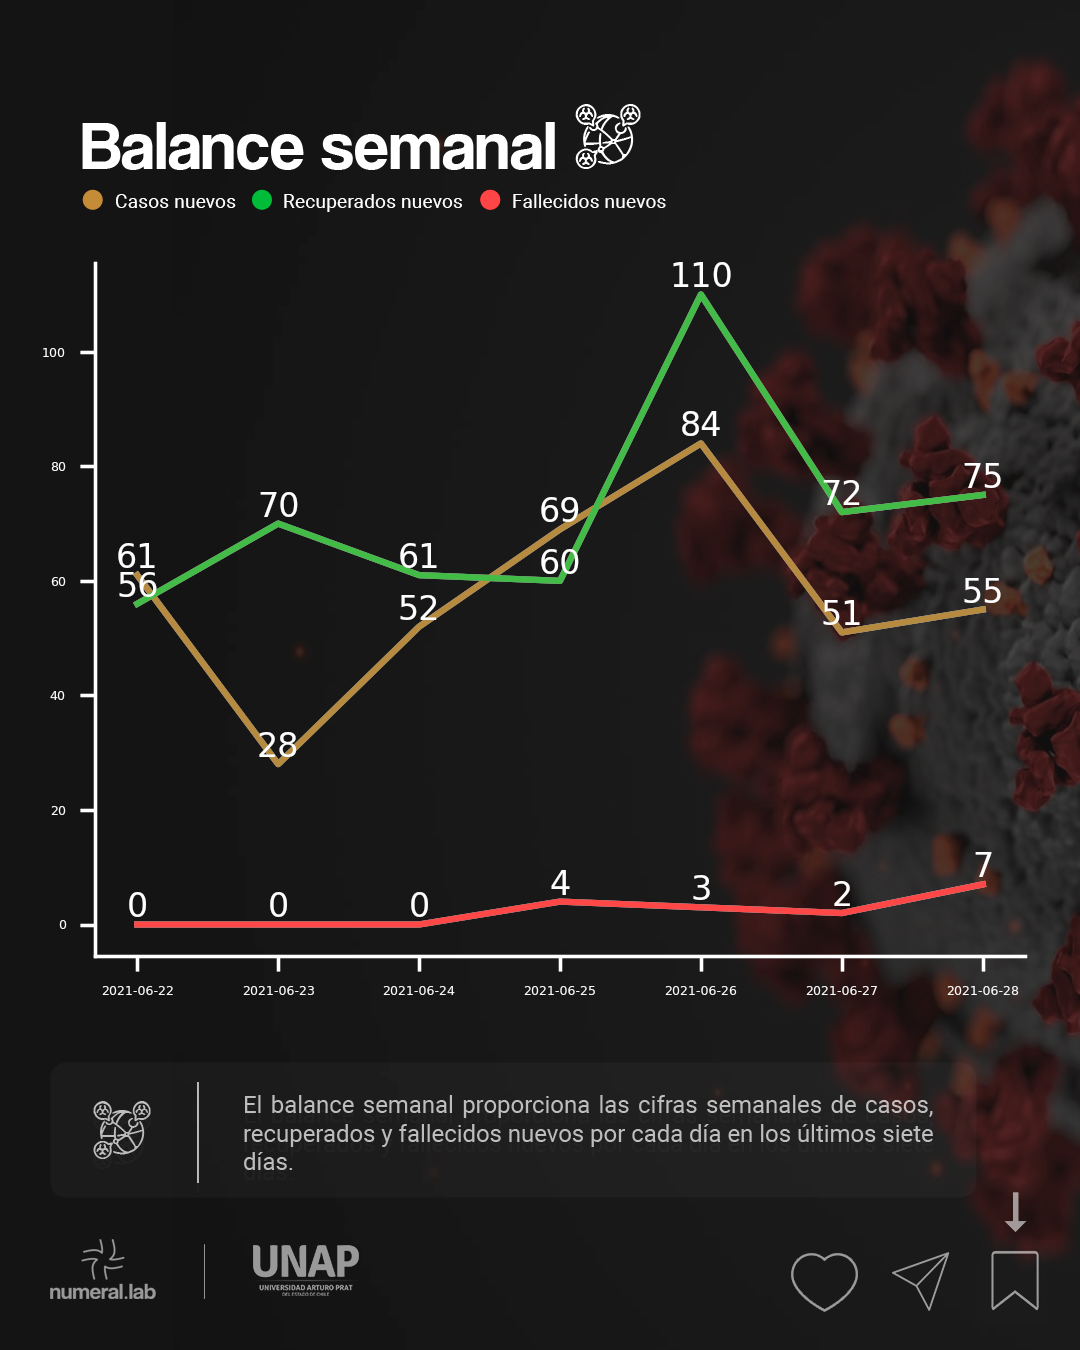 Balance semanal
Casos nuevos Recuperados nuevos Fallecidos nuevos
110
100
84
80
75
72
70
69
61
61
60
60
56
55
52
51
40
28
20
7
4
3
2
0
0
0
0
2021-06-22 2021-06-23 2021-06-24 2021-06-25 2021-06-26 2021-06-27 2021-06-28
El balance semanal proporciona las cifras semanales de casos,
recuperados y fallecidos nuevos por cada día en los últimos siete
días.
numeral.lab
UNAP
UNIVERSIDAD ARTURO PRAT
DEL ESTADO DE CHILE